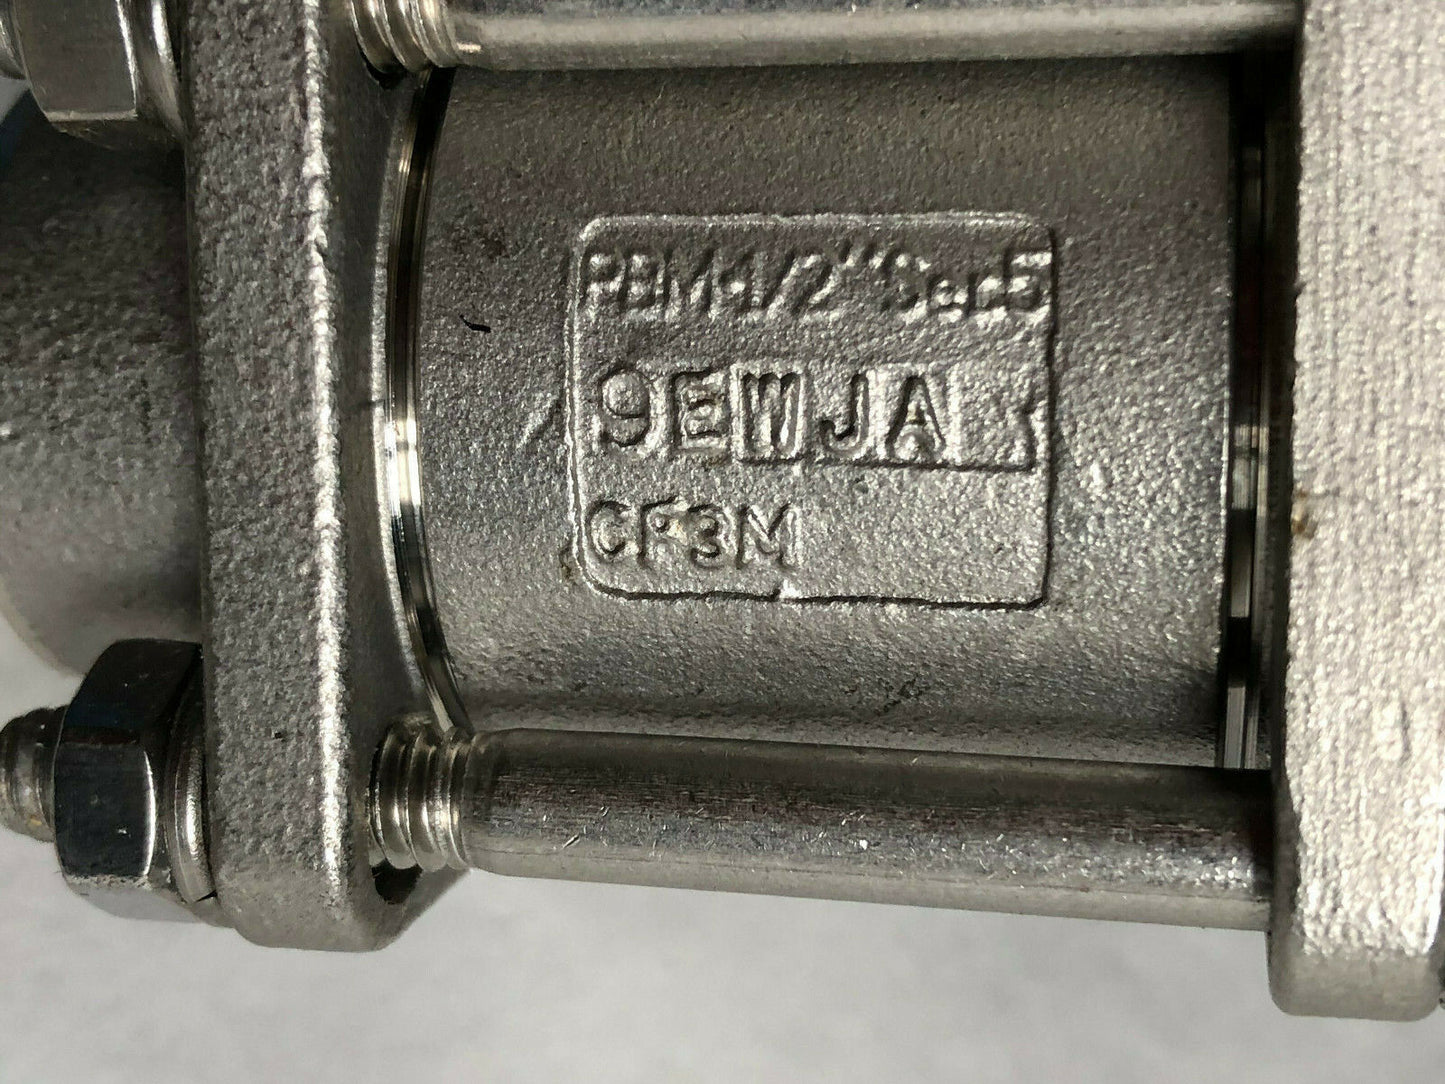 PBM 1/2" Ser5
9EWJA
CF3M